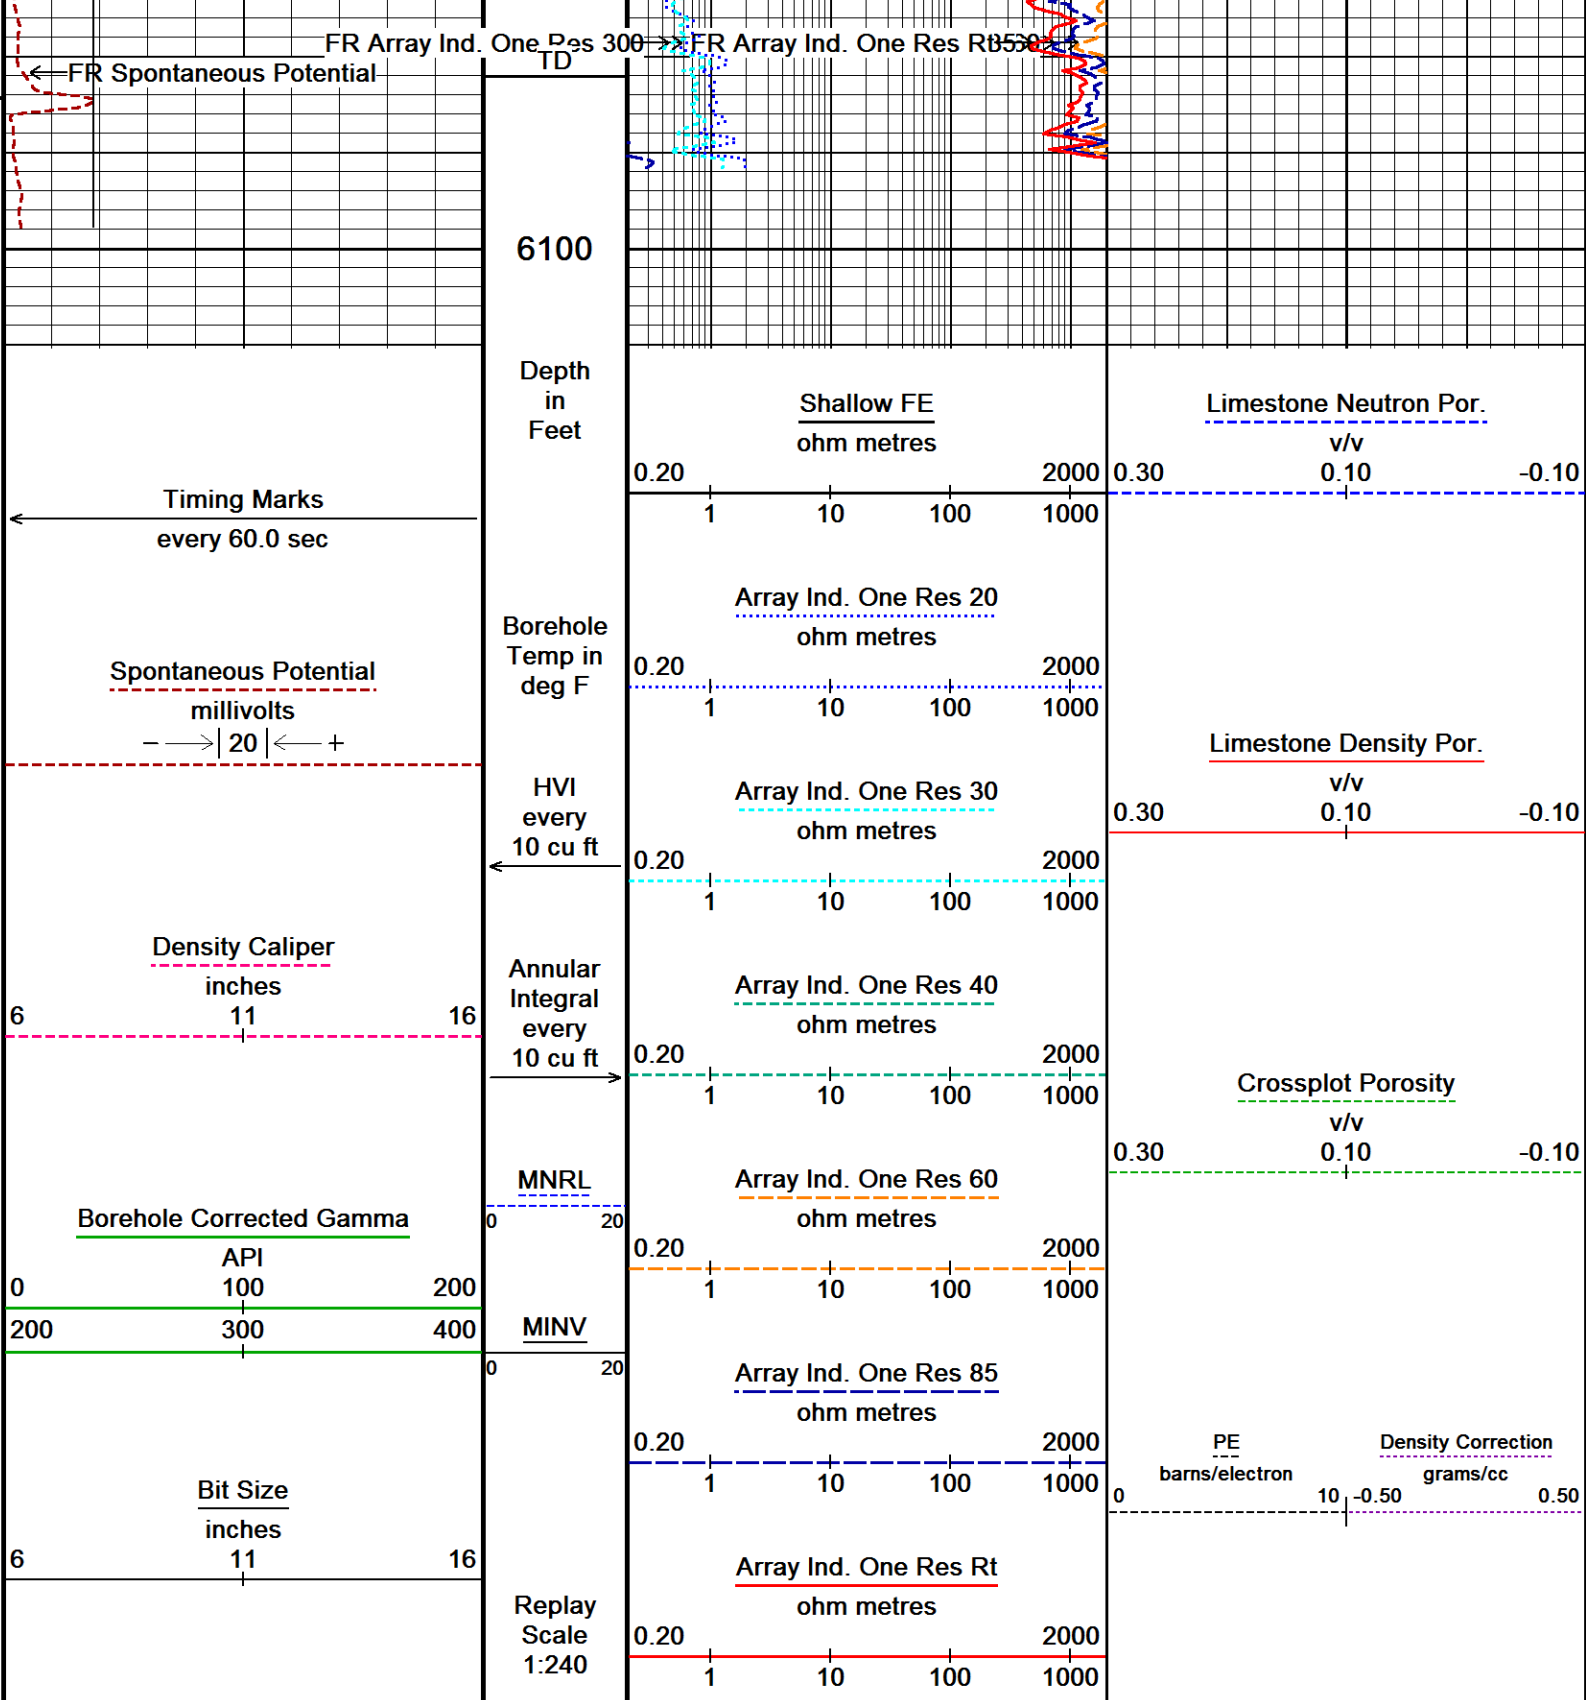 FR Array Ind. One Res 300
FR Array Ind. One Res Rt
TD
FR Spontaneous Potential
6100
Depth
in
Feet
Timing Marks
every 60.0 sec
Spontaneous Potential
millivolts
− 20 +
Density Caliper
inches
6 11 16
Borehole Corrected Gamma
API
0 100 200
200 300 400
Bit Size
inches
6 11 16
Borehole
Temp in
deg F
HVI
every
10 cu ft
Annular
Integral
every
10 cu ft
MNRL
0 20
MINV
0 20
Replay
Scale
1:240
Shallow FE
ohm metres
0.20 2000
1 10 100 1000
Array Ind. One Res 20
ohm metres
0.20 2000
1 10 100 1000
Array Ind. One Res 30
ohm metres
0.20 2000
1 10 100 1000
Array Ind. One Res 40
ohm metres
0.20 2000
1 10 100 1000
Array Ind. One Res 60
ohm metres
0.20 2000
1 10 100 1000
Array Ind. One Res 85
ohm metres
0.20 2000
1 10 100 1000
Array Ind. One Res Rt
ohm metres
0.20 2000
1 10 100 1000
Limestone Neutron Por.
v/v
0.30 0.10 -0.10
Limestone Density Por.
v/v
0.30 0.10 -0.10
Crossplot Porosity
v/v
0.30 0.10 -0.10
PE
barns/electron
0 10
Density Correction
grams/cc
-0.50 0.50